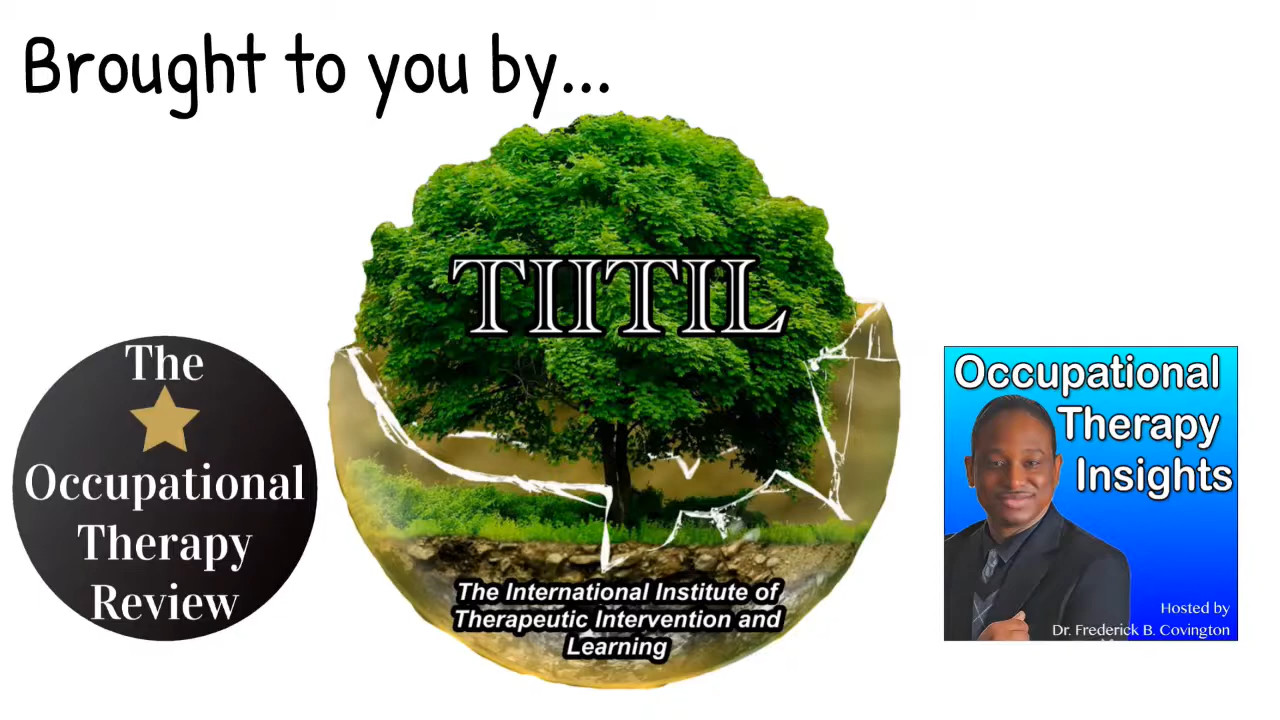 Brought to you by...
The
Occupational
Therapy
Review
TIITIL
The International Institute of
Therapeutic Intervention and
Learning
Occupational
Therapy
Insights
Hosted by
Dr. Frederick B. Covington